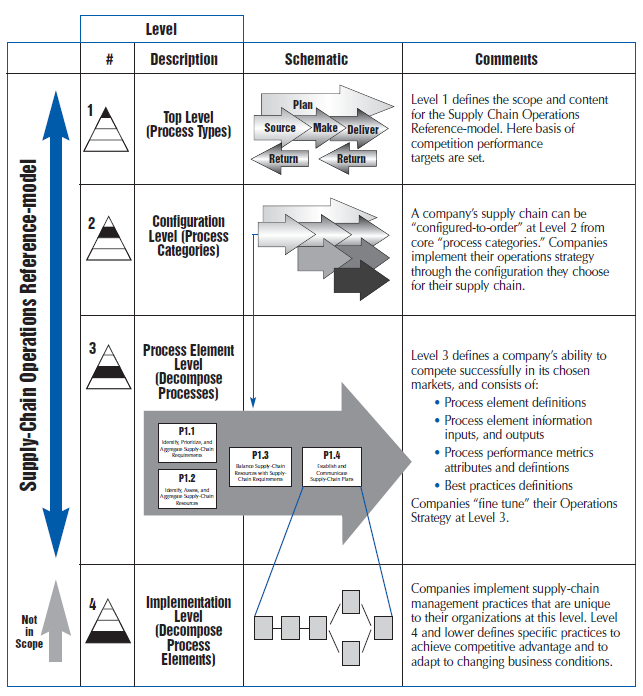 Level
#
Description
Schematic
Comments
Supply-Chain Operations Reference-model
1
Top Level
(Process Types)
Plan
Source
Make
Deliver
Return
Return
Level 1 defines the scope and content
for the Supply Chain Operations
Reference-model. Here basis of
competition performance
targets are set.
2
Configuration
Level (Process
Categories)
A company’s supply chain can be
“configured-to-order” at Level 2 from
core “process categories.” Companies
implement their operations strategy
through the configuration they choose
for their supply chain.
3
Process Element
Level
(Decompose
Processes)
P1.1
Identify, Prioritize, and
Aggregate Supply-Chain
Requirements
P1.2
Identify, Assess, and
Aggregate Supply-Chain
Resources
P1.3
Balance Supply-Chain
Resources with Supply-
Chain Requirements
P1.4
Establish and
Communicate
Supply-Chain Plans
Level 3 defines a company’s ability to
compete successfully in its chosen
markets, and consists of:
• Process element definitions
• Process element information
inputs, and outputs
• Process performance metrics
attributes and defintions
• Best practices definitions
Companies “fine tune” their Operations
Strategy at Level 3.
Not
in
Scope
4
Implementation
Level
(Decompose
Process
Elements)
Companies implement supply-chain
management practices that are unique
to their organizations at this level. Level
4 and lower defines specific practices to
achieve competitive advantage and to
adapt to changing business conditions.